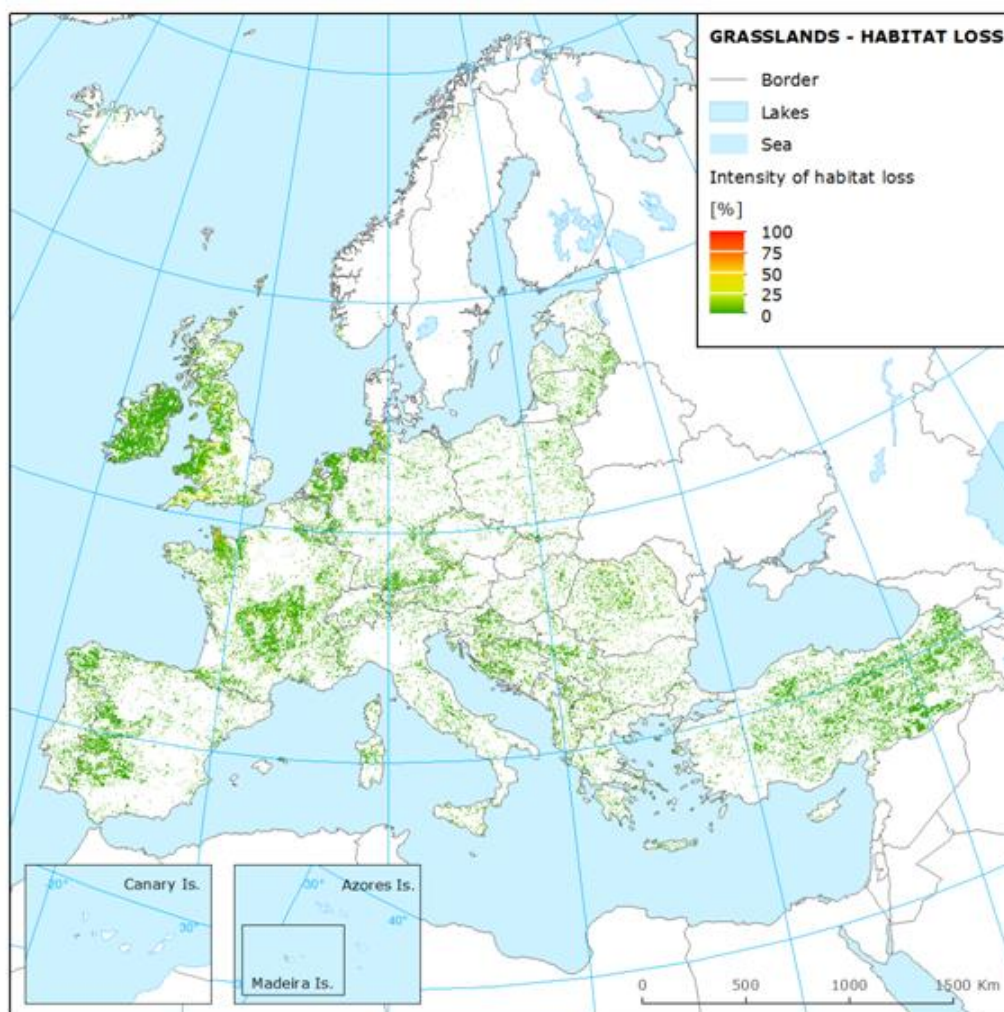 GRASSLANDS - HABITAT LOSS
Border
Lakes
Sea
Intensity of habitat loss
[%]
100
75
50
25
0
-20°
Canary Is.
30°
-30°
Azores Is.
40°
Madeira Is.
0 500 1000 1500 Km